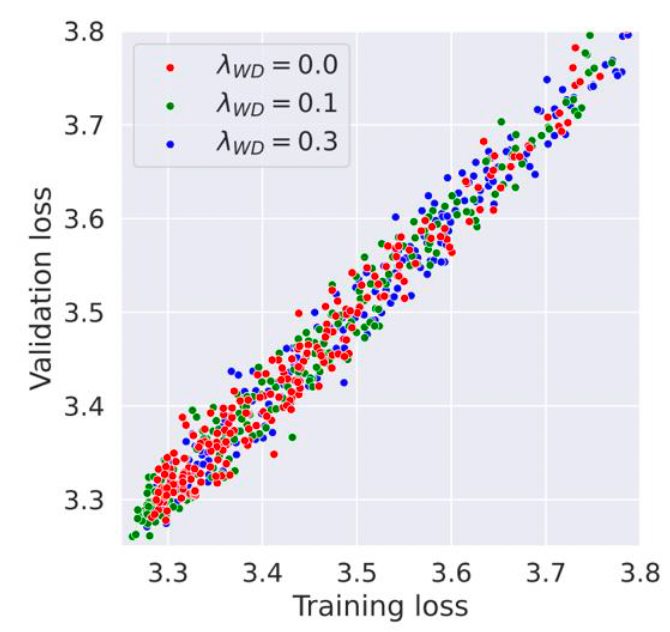 3.8
3.7
3.6
3.5
3.4
3.3
Validation loss
λ_WD = 0.0
λ_WD = 0.1
λ_WD = 0.3
3.3 3.4 3.5 3.6 3.7 3.8
Training loss